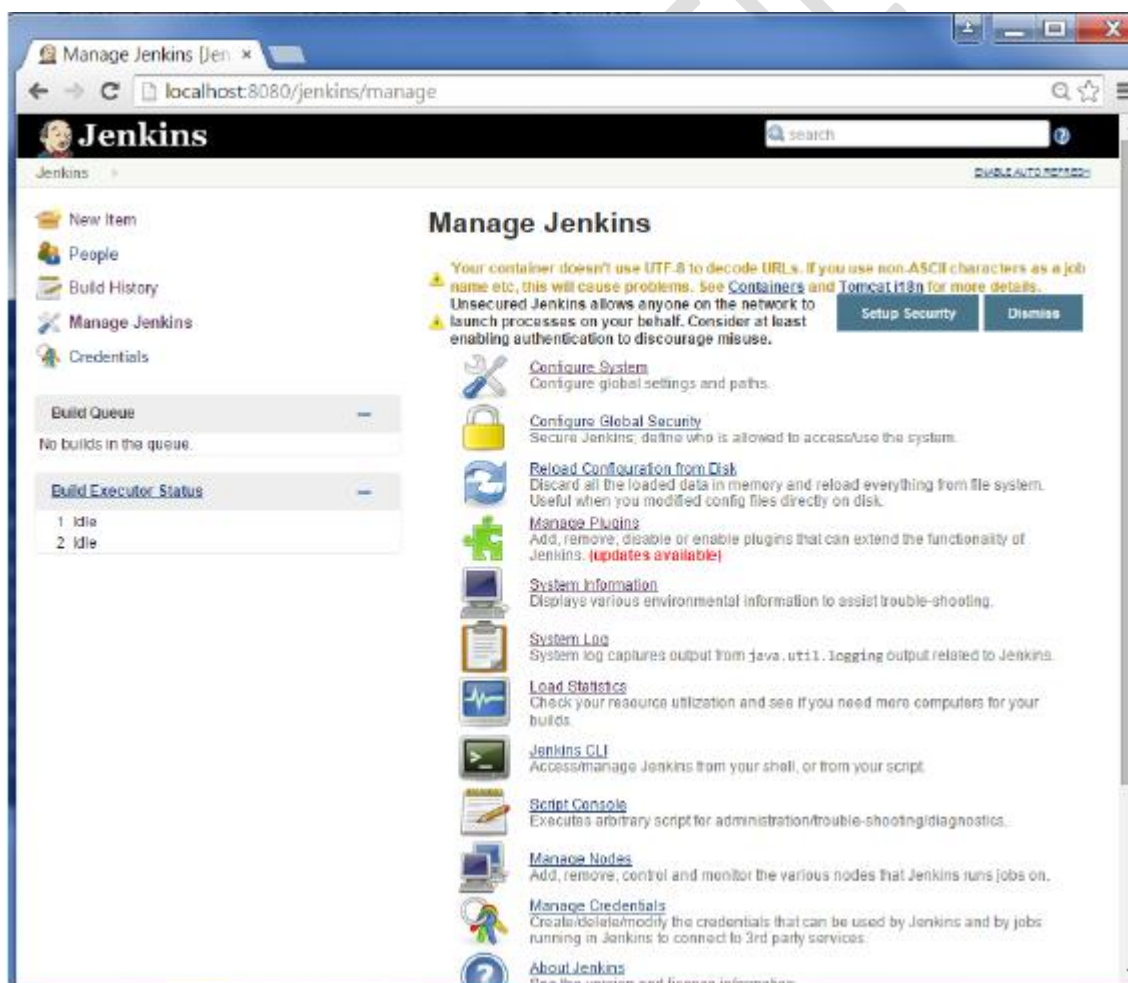 Manage Jenkins [Jen
localhost:8080/jenkins/manage
Jenkins
search
Jenkins
ENABLE AUTO REFRESH
New Item
People
Build History
Manage Jenkins
Credentials
Build Queue
No builds in the queue.
Build Executor Status
1 Idle
2 Idle
Manage Jenkins
Your container doesn't use UTF-8 to decode URLs. If you use non-ASCII characters as a job
name etc, this will cause problems. See Containers and Tomcat i18n for more details.
Unsecured Jenkins allows anyone on the network to
launch processes on your behalf. Consider at least
enabling authentication to discourage misuse.
Setup Security
Dismiss
Configure System
Configure global settings and paths.
Configure Global Security
Secure Jenkins; define who is allowed to access/use the system.
Reload Configuration from Disk
Discard all the loaded data in memory and reload everything from file system.
Useful when you modified config files directly on disk.
Manage Plugins
Add, remove, disable or enable plugins that can extend the functionality of
Jenkins. (updates available)
System Information
Displays various environmental information to assist trouble-shooting.
System Log
System log captures output from java.util.logging output related to Jenkins.
Load Statistics
Check your resource utilization and see if you need more computers for your
builds.
Jenkins CLI
Access/manage Jenkins from your shell, or from your script.
Script Console
Executes arbitrary script for administration/trouble-shooting/diagnostics.
Manage Nodes
Add, remove, control and monitor the various nodes that Jenkins runs jobs on.
Manage Credentials
Create/delete/modify the credentials that can be used by Jenkins and by jobs
running in Jenkins to connect to 3rd party services.
About Jenkins
See the version and license information.